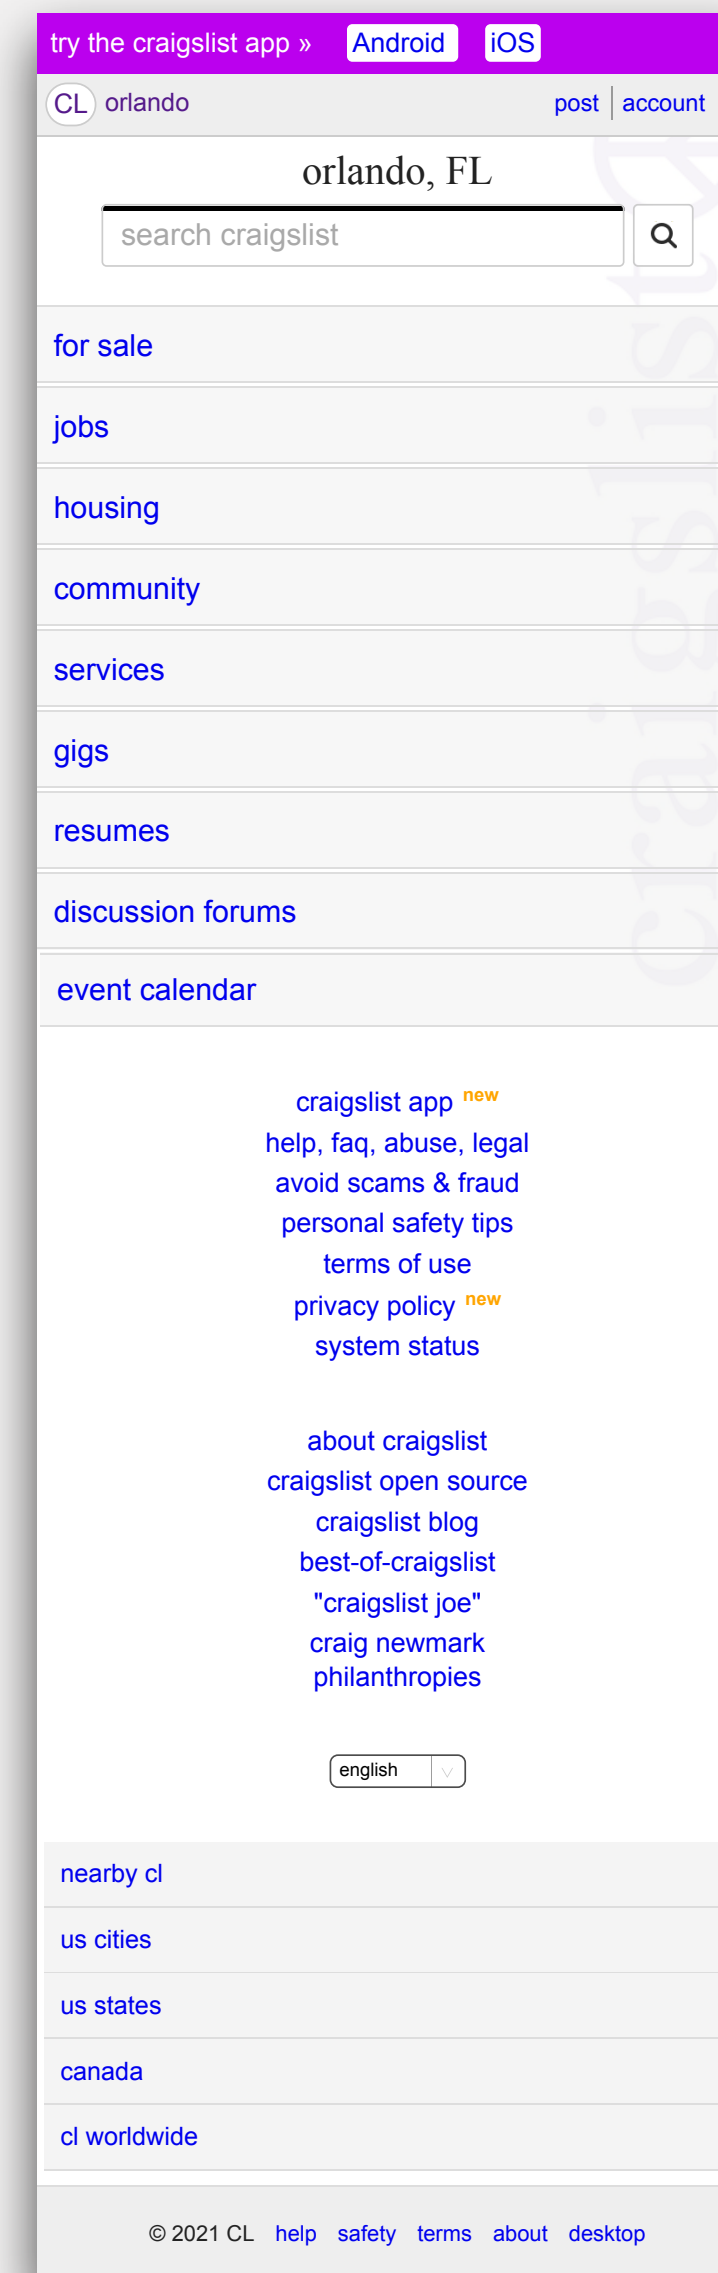 try the craigslist app » Android iOS
CL orlando post account
orlando, FL
search craigslist
for sale
jobs
housing
community
services
gigs
resumes
discussion forums
event calendar
craigslist app new
help, faq, abuse, legal
avoid scams & fraud
personal safety tips
terms of use
privacy policy new
system status
about craigslist
craigslist open source
craigslist blog
best-of-craigslist
"craigslist joe"
craig newmark
philanthropies
english
nearby cl
us cities
us states
canada
cl worldwide
© 2021 CL help safety terms about desktop
craigslist